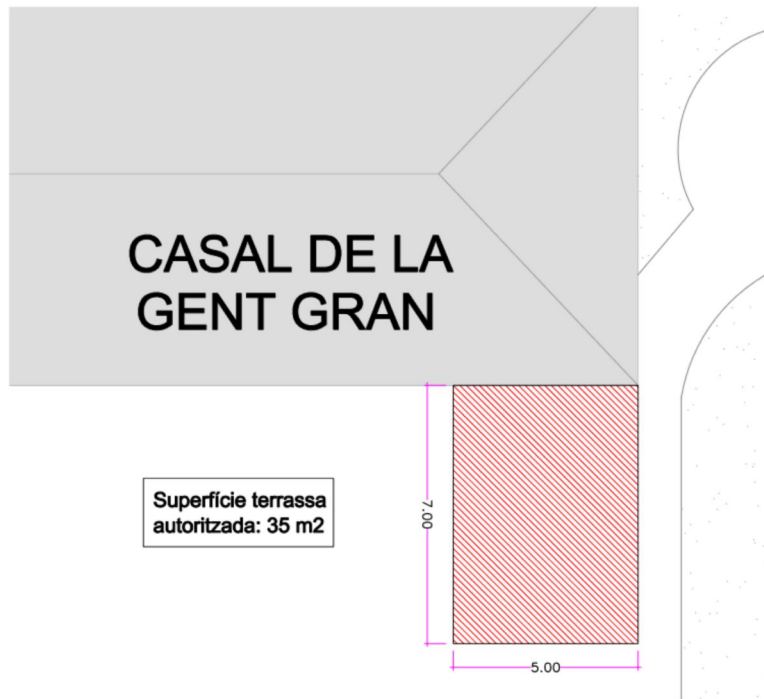 CASAL DE LA
GENT GRAN
Superfície terrassa
autoritzada: 35 m2
7.00
5.00